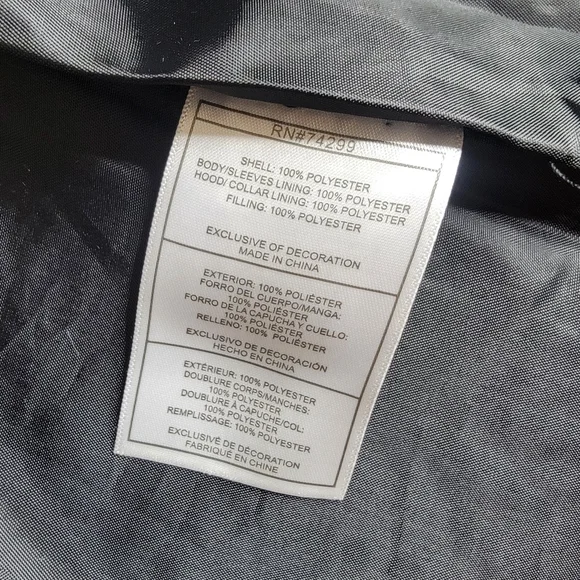 RN#74299
SHELL: 100% POLYESTER
BODY/SLEEVES LINING: 100% POLYESTER
HOOD/ COLLAR LINING: 100% POLYESTER
FILLING: 100% POLYESTER
EXCLUSIVE OF DECORATION
MADE IN CHINA
EXTERIOR: 100% POLIÉSTER
FORRO DEL CUERPO/MANGA:
100% POLIÉSTER
FORRO DE LA CAPUCHA Y CUELLO:
100% POLIÉSTER
RELLENO: 100% POLIÉSTER
EXCLUSIVO DE DECORACIÓN
HECHO EN CHINA
EXTÉRIEUR: 100% POLYESTER
DOUBLURE CORPS/MANCHES:
100% POLYESTER
DOUBLURE À CAPUCHE/COL:
100% POLYESTER
REMPLISSAGE: 100% POLYESTER
EXCLUSIVÉ DE DÉCORATION
FABRIQUÉ EN CHINE